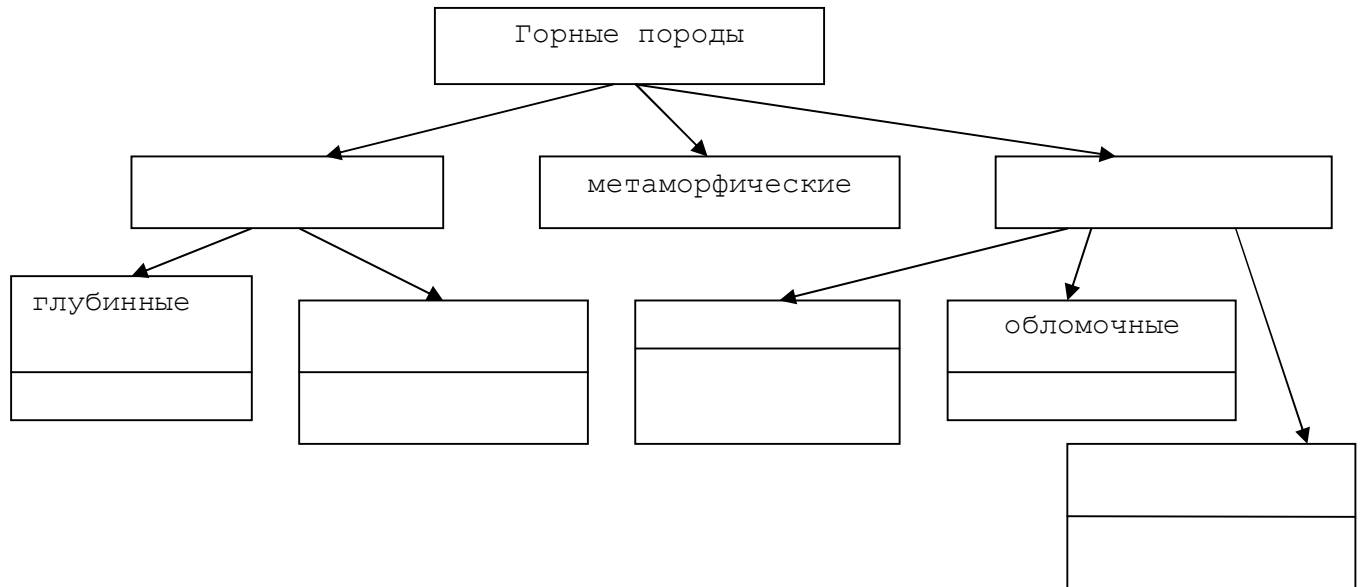 Горные породы
метаморфические
глубинные
обломочные